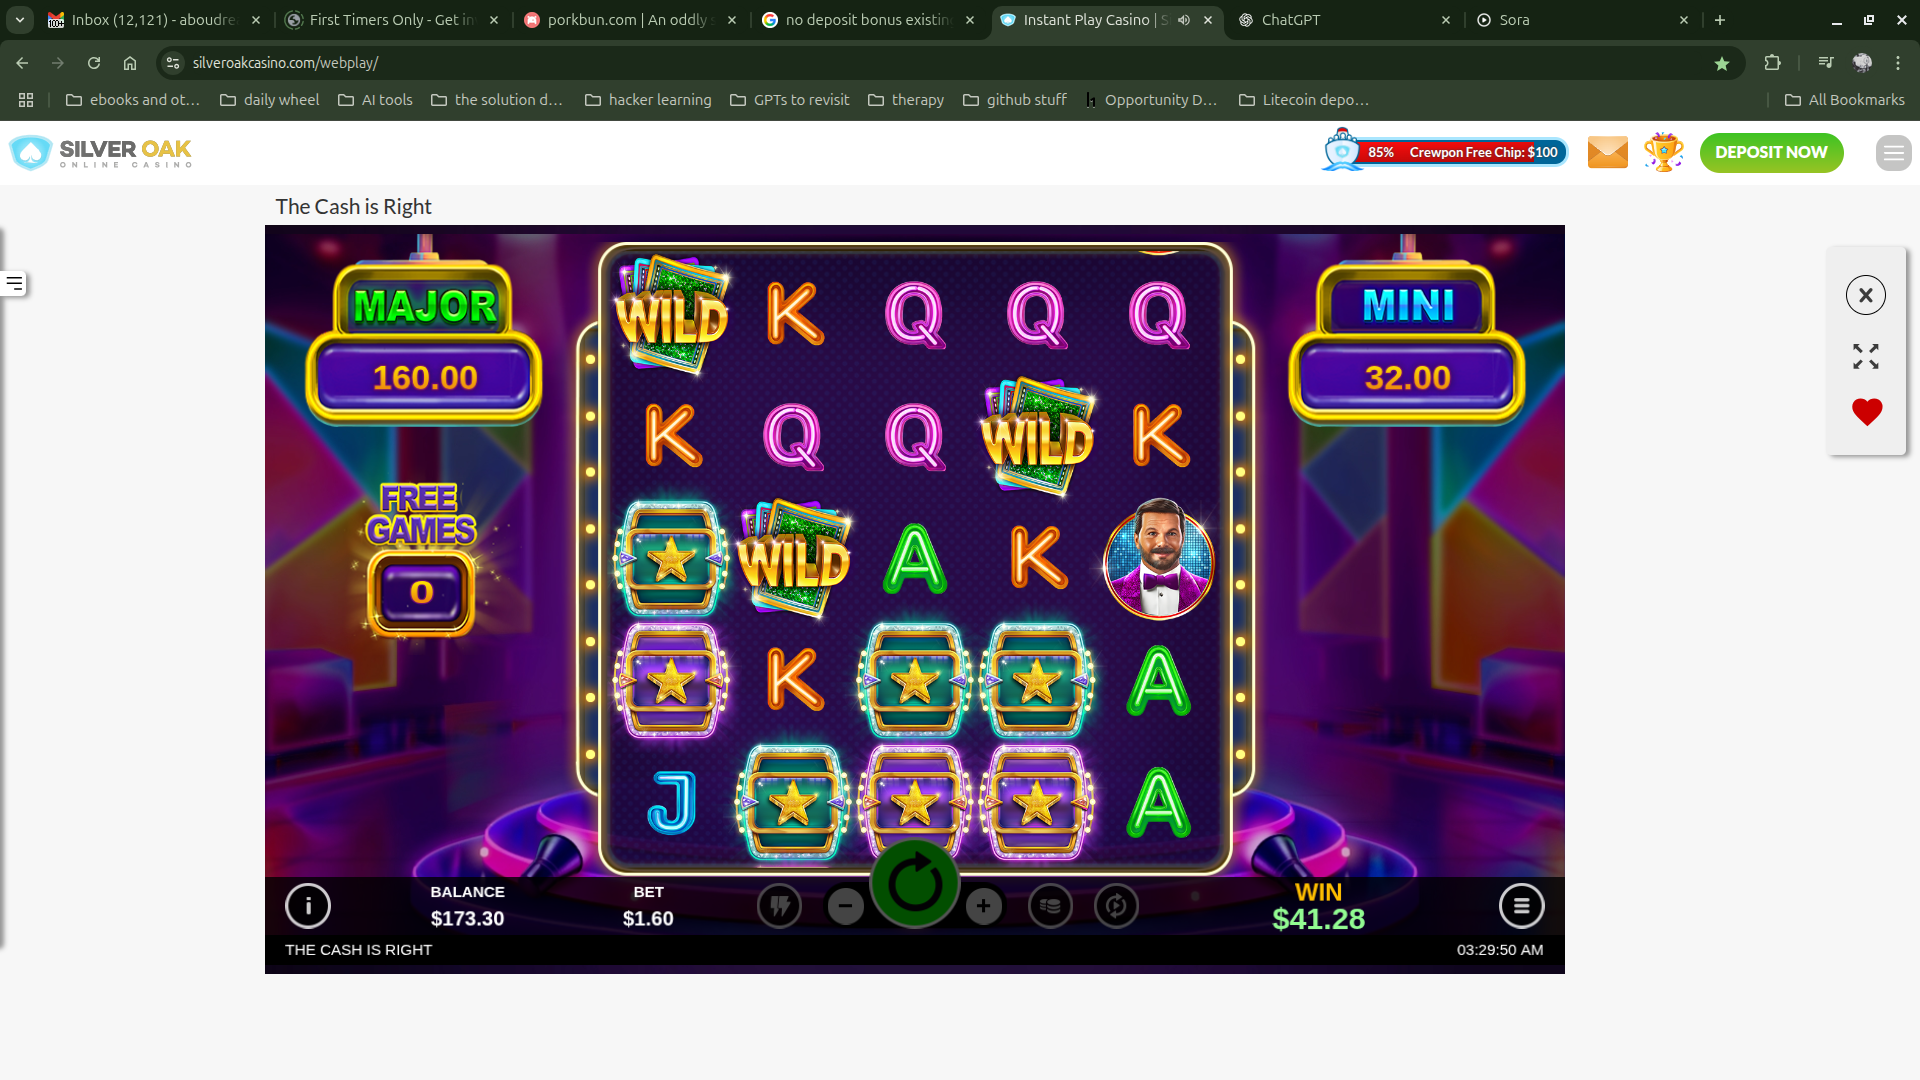 Inbox (12,121) - aboudre
First Timers Only - Get in
porkbun.com | An oddly s
no deposit bonus existin
Instant Play Casino | S
ChatGPT
Sora
silveroakcasino.com/webplay/
ebooks and ot...
daily wheel
AI tools
the solution d...
hacker learning
GPTs to revisit
therapy
github stuff
Opportunity D...
Litecoin depo...
All Bookmarks
SILVER OAK
ONLINE CASINO
85% Crewpon Free Chip: $100
DEPOSIT NOW
The Cash is Right
MAJOR
160.00
MINI
32.00
WILD K Q Q Q
K Q Q WILD K
FREE
GAMES
0
WILD A K
K A
J A
BALANCE
$173.30
BET
$1.60
WIN
$41.28
THE CASH IS RIGHT
03:29:50 AM